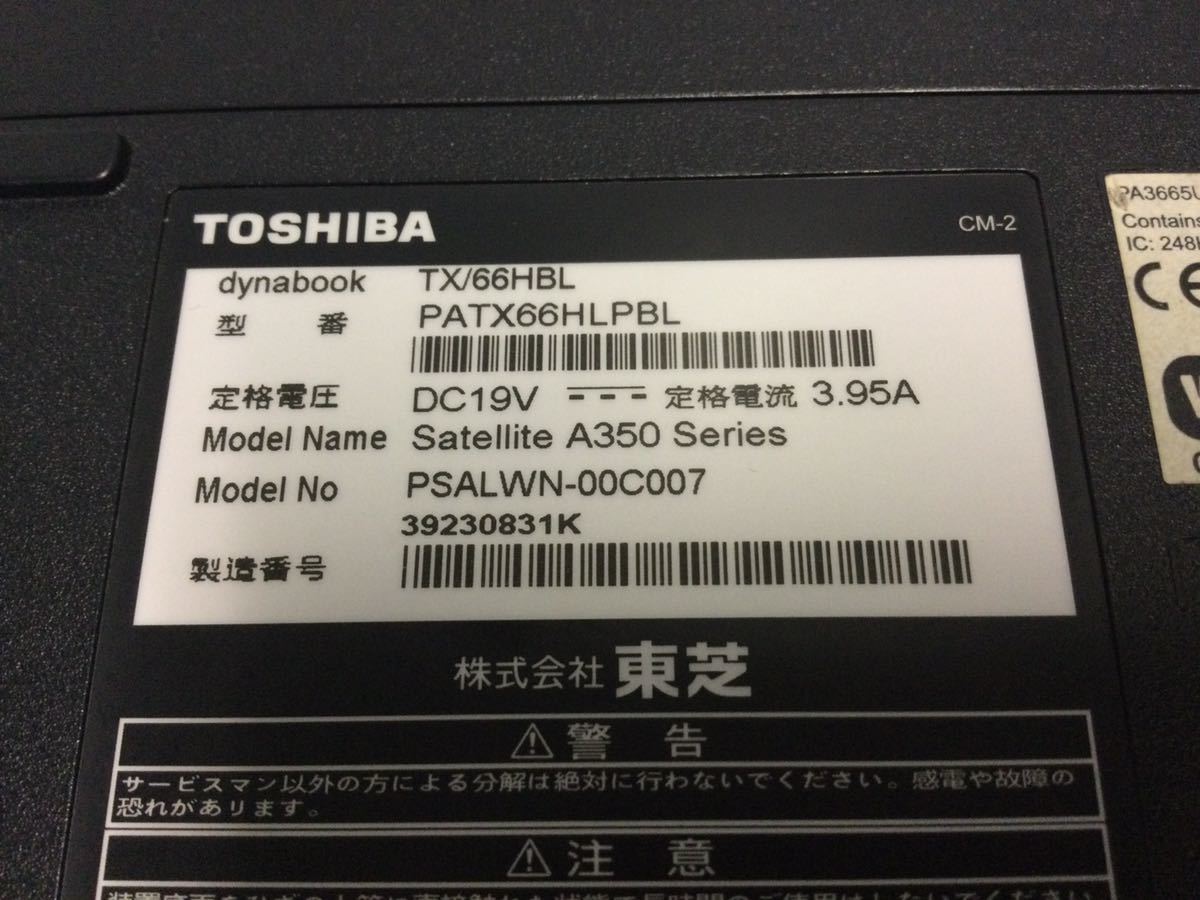 TOSHIBA
CM-2
dynabook TX/66HBL
型 番 PATX66HLPBL
定格電圧 DC19V 定格電流 3.95A
Model Name Satellite A350 Series
Model No PSALWN-00C007
39230831K
製造番号
株式会社 東芝
⚠警 告
サービスマン以外の方による分解は絶対に行わないでください。感電や故障の
恐れがあります。
⚠注 意
Contains
IC: